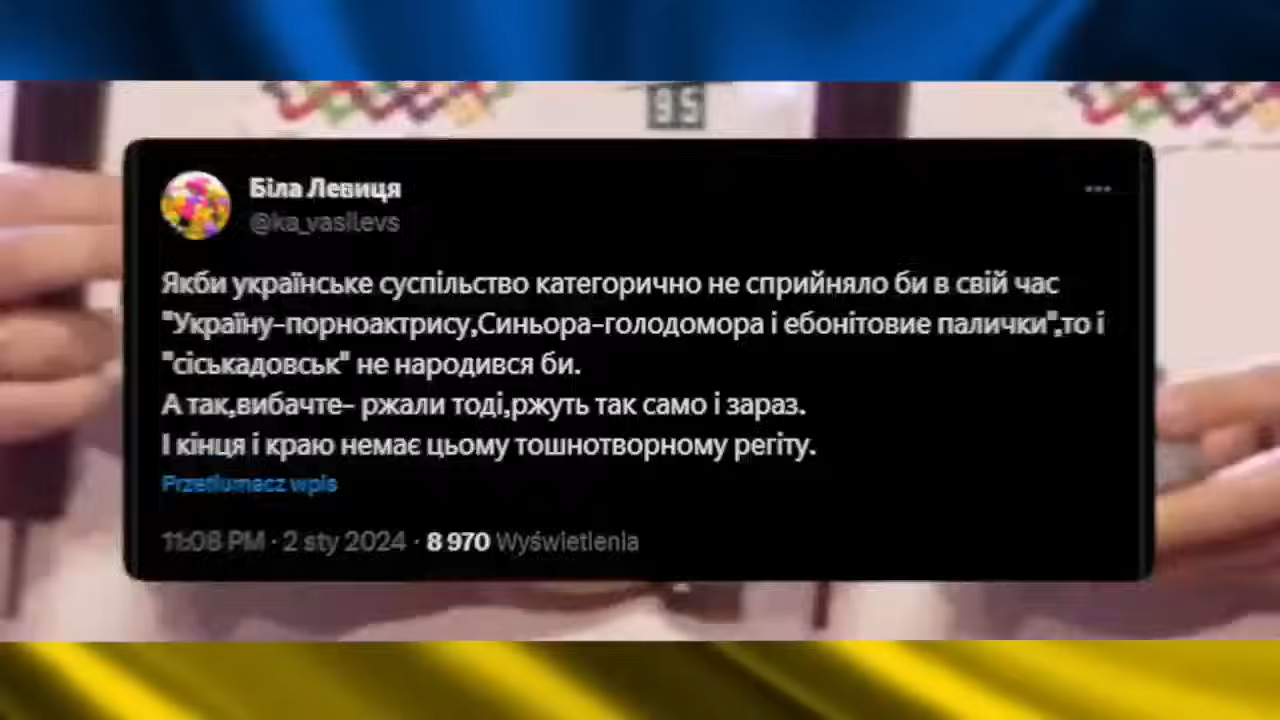 95
Біла Левиця
@ka_vasilevs
Якби українське суспільство категорично не сприйняло би в свій час
"Україну-порноактрису,Синьора-голодомора і ебонітовие палички",то і
"сіськадовськ" не народився би.
А так,вибачте- ржали тоді,ржуть так само і зараз.
І кінця і краю немає цьому тошнотворному регіту.
Przetłumacz wpis
11:08 PM · 2 sty 2024 · 8 970 Wyświetlenia